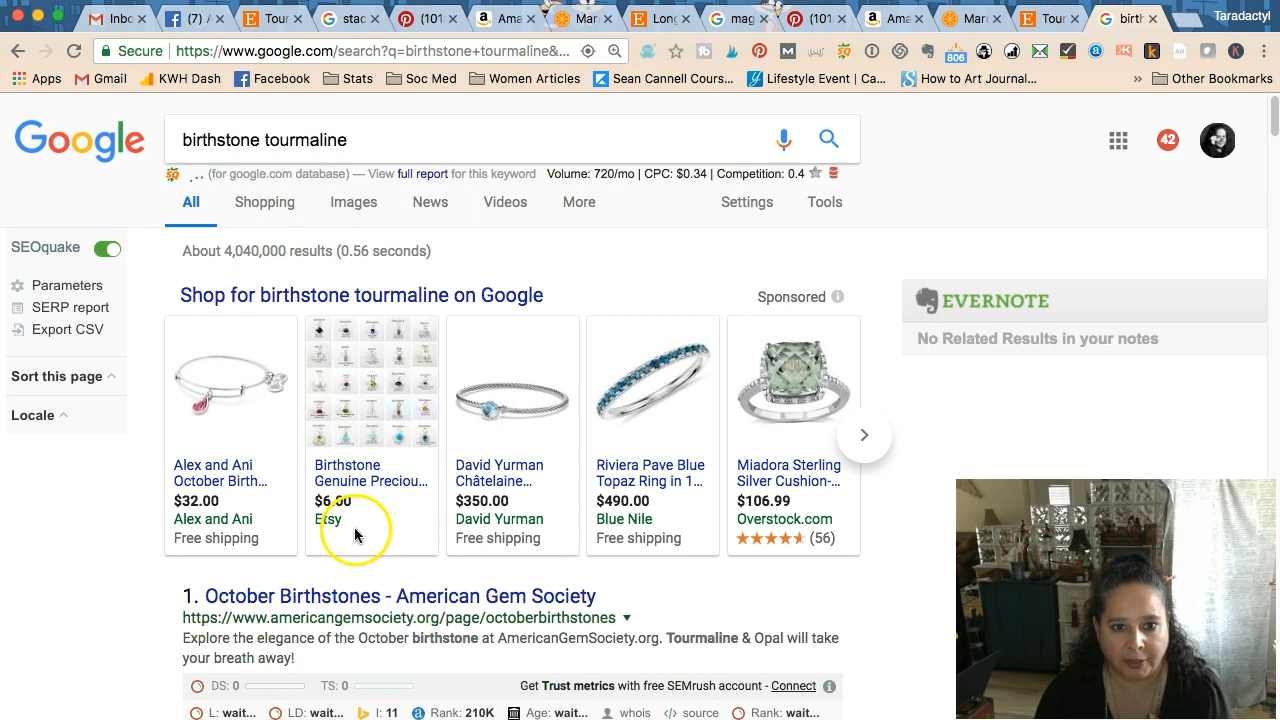 Inbo
(7) A
Tour
stac
(101
Ama
Mar
Lon
mag
(101
Ama
Marr
Tour
birth
Taradactyl
Secure
https://www.google.com/search?q=birthstone+tourmaline&...
806
Apps
Gmail
KWH Dash
Facebook
Stats
Soc Med
Women Articles
Sean Cannell Cours...
Lifestyle Event | Ca...
How to Art Journal...
»
Other Bookmarks
Google
birthstone tourmaline
42
(for google.com database) — View full report for this keyword Volume: 720/mo | CPC: $0.34 | Competition: 0.4
All
Shopping
Images
News
Videos
More
Settings
Tools
SEOquake
Parameters
SERP report
Export CSV
Sort this page
Locale
About 4,040,000 results (0.56 seconds)
Shop for birthstone tourmaline on Google
Sponsored
EVERNOTE
No Related Results in your notes
Alex and Ani
October Birth...
$32.00
Alex and Ani
Free shipping
Birthstone
Genuine Preciou...
$6.00
Etsy
David Yurman
Châtelaine...
$350.00
David Yurman
Free shipping
Riviera Pave Blue
Topaz Ring in 1...
$490.00
Blue Nile
Free shipping
Miadora Sterling
Silver Cushion-...
$106.99
Overstock.com
(56)
1. October Birthstones - American Gem Society
https://www.americangemsociety.org/page/octoberbirthstones
Explore the elegance of the October birthstone at AmericanGemSociety.org. Tourmaline & Opal will take
your breath away!
DS: 0
TS: 0
Get Trust metrics with free SEMrush account - Connect
L: wait...
LD: wait...
I: 11
Rank: 210K
Age: wait...
whois
source
Rank: wait...